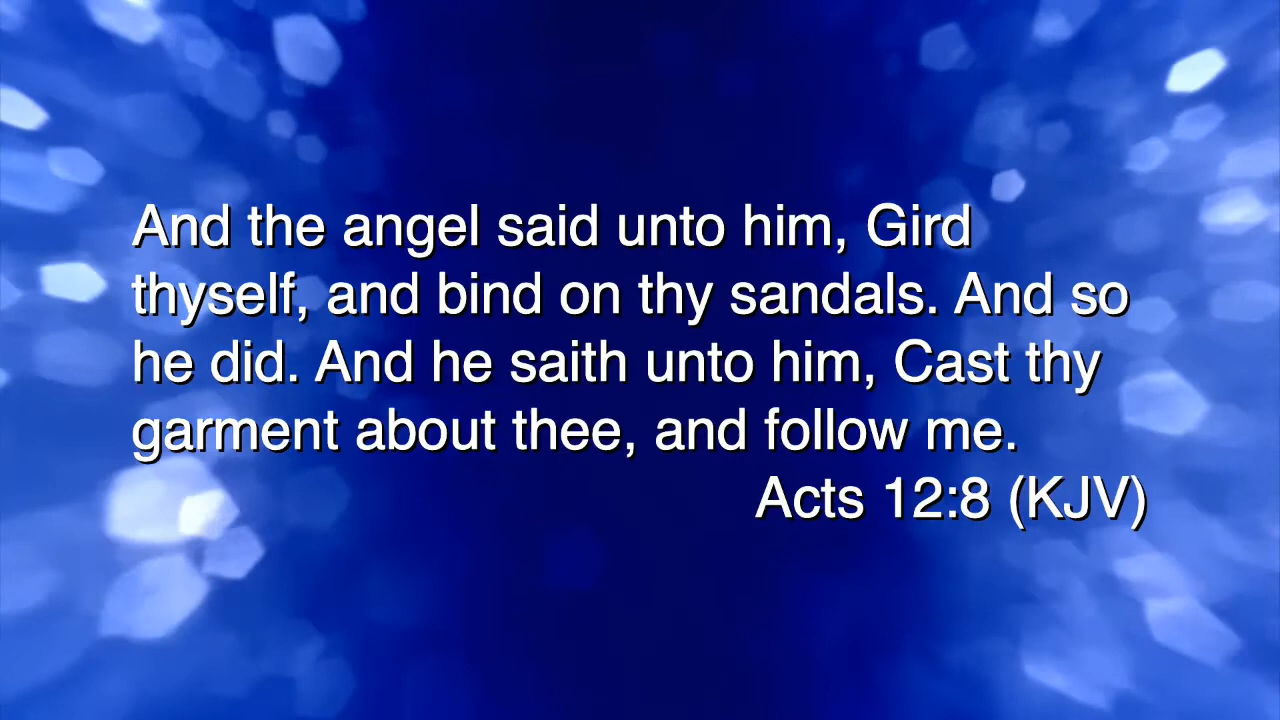 And the angel said unto him, Gird
thyself, and bind on thy sandals. And so
he did. And he saith unto him, Cast thy
garment about thee, and follow me.
Acts 12:8 (KJV)